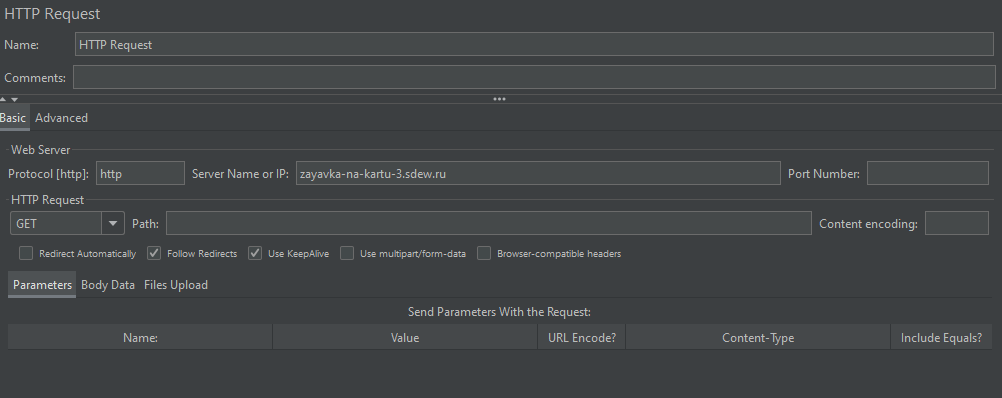 HTTP Request
Name: HTTP Request
Comments:
Basic Advanced
Web Server
Protocol [http]: http Server Name or IP: zayavka-na-kartu-3.sdew.ru Port Number:
HTTP Request
GET Path: Content encoding:
Redirect Automatically Follow Redirects Use KeepAlive Use multipart/form-data Browser-compatible headers
Parameters Body Data Files Upload
Send Parameters With the Request:
Name: Value URL Encode? Content-Type Include Equals?